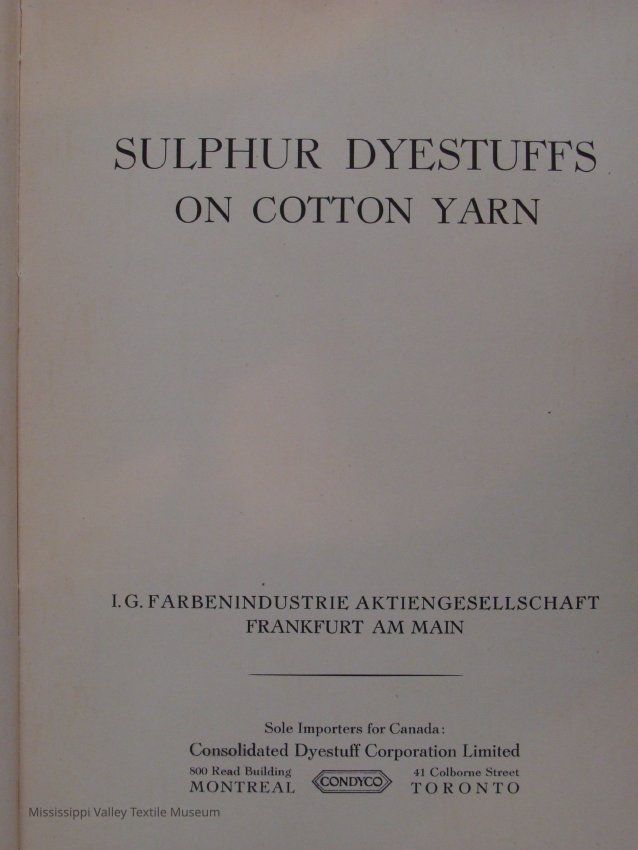 SULPHUR DYESTUFFS
ON COTTON YARN
I. G. FARBENINDUSTRIE AKTIENGESELLSCHAFT
FRANKFURT AM MAIN
Sole Importers for Canada:
Consolidated Dyestuff Corporation Limited
800 Read Building
MONTREAL
CONDYCO
41 Colborne Street
TORONTO
Mississippi Valley Textile Museum